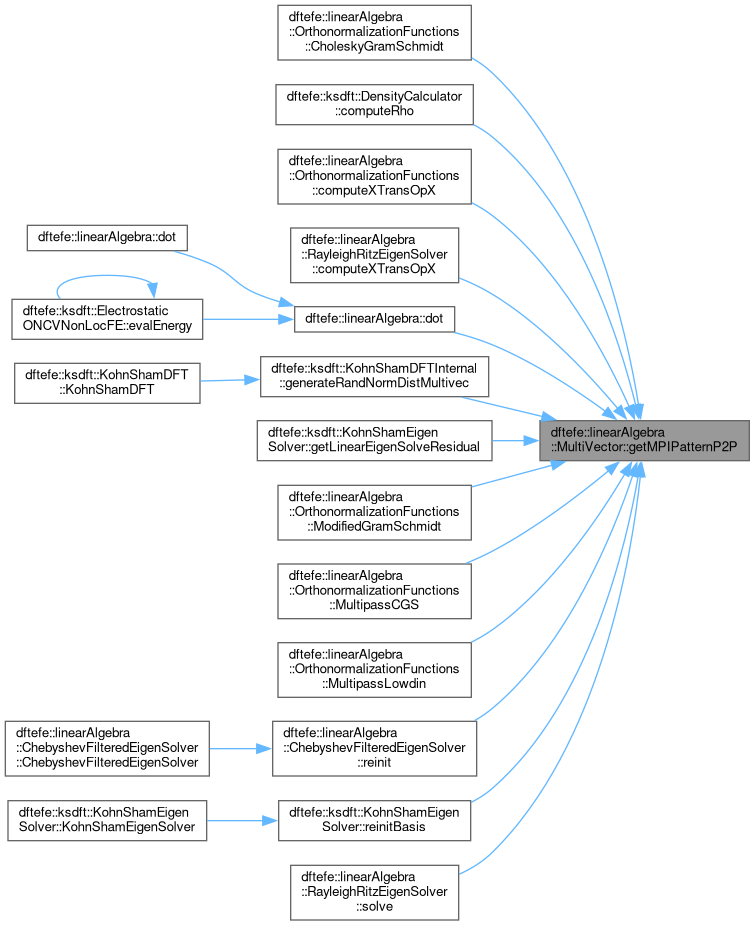 dftefe::linearAlgebra
::OrthonormalizationFunctions
::CholeskyGramSchmidt
dftefe::ksdft::DensityCalculator
::computeRho
dftefe::linearAlgebra
::OrthonormalizationFunctions
::computeXTransOpX
dftefe::linearAlgebra
::RayleighRitzEigenSolver
::computeXTransOpX
dftefe::linearAlgebra::dot
dftefe::ksdft::Electrostatic
ONCVNonLocFE::evalEnergy
dftefe::linearAlgebra::dot
dftefe::ksdft::KohnShamDFT
::KohnShamDFT
dftefe::ksdft::KohnShamDFTInternal
::generateRandNormDistMultivec
dftefe::linearAlgebra
::MultiVector::getMPIPatternP2P
dftefe::ksdft::KohnShamEigen
Solver::getLinearEigenSolveResidual
dftefe::linearAlgebra
::OrthonormalizationFunctions
::ModifiedGramSchmidt
dftefe::linearAlgebra
::OrthonormalizationFunctions
::MultipassCGS
dftefe::linearAlgebra
::OrthonormalizationFunctions
::MultipassLowdin
dftefe::linearAlgebra
::ChebyshevFilteredEigenSolver
::ChebyshevFilteredEigenSolver
dftefe::linearAlgebra
::ChebyshevFilteredEigenSolver
::reinit
dftefe::ksdft::KohnShamEigen
Solver::KohnShamEigenSolver
dftefe::ksdft::KohnShamEigen
Solver::reinitBasis
dftefe::linearAlgebra
::RayleighRitzEigenSolver
::solve